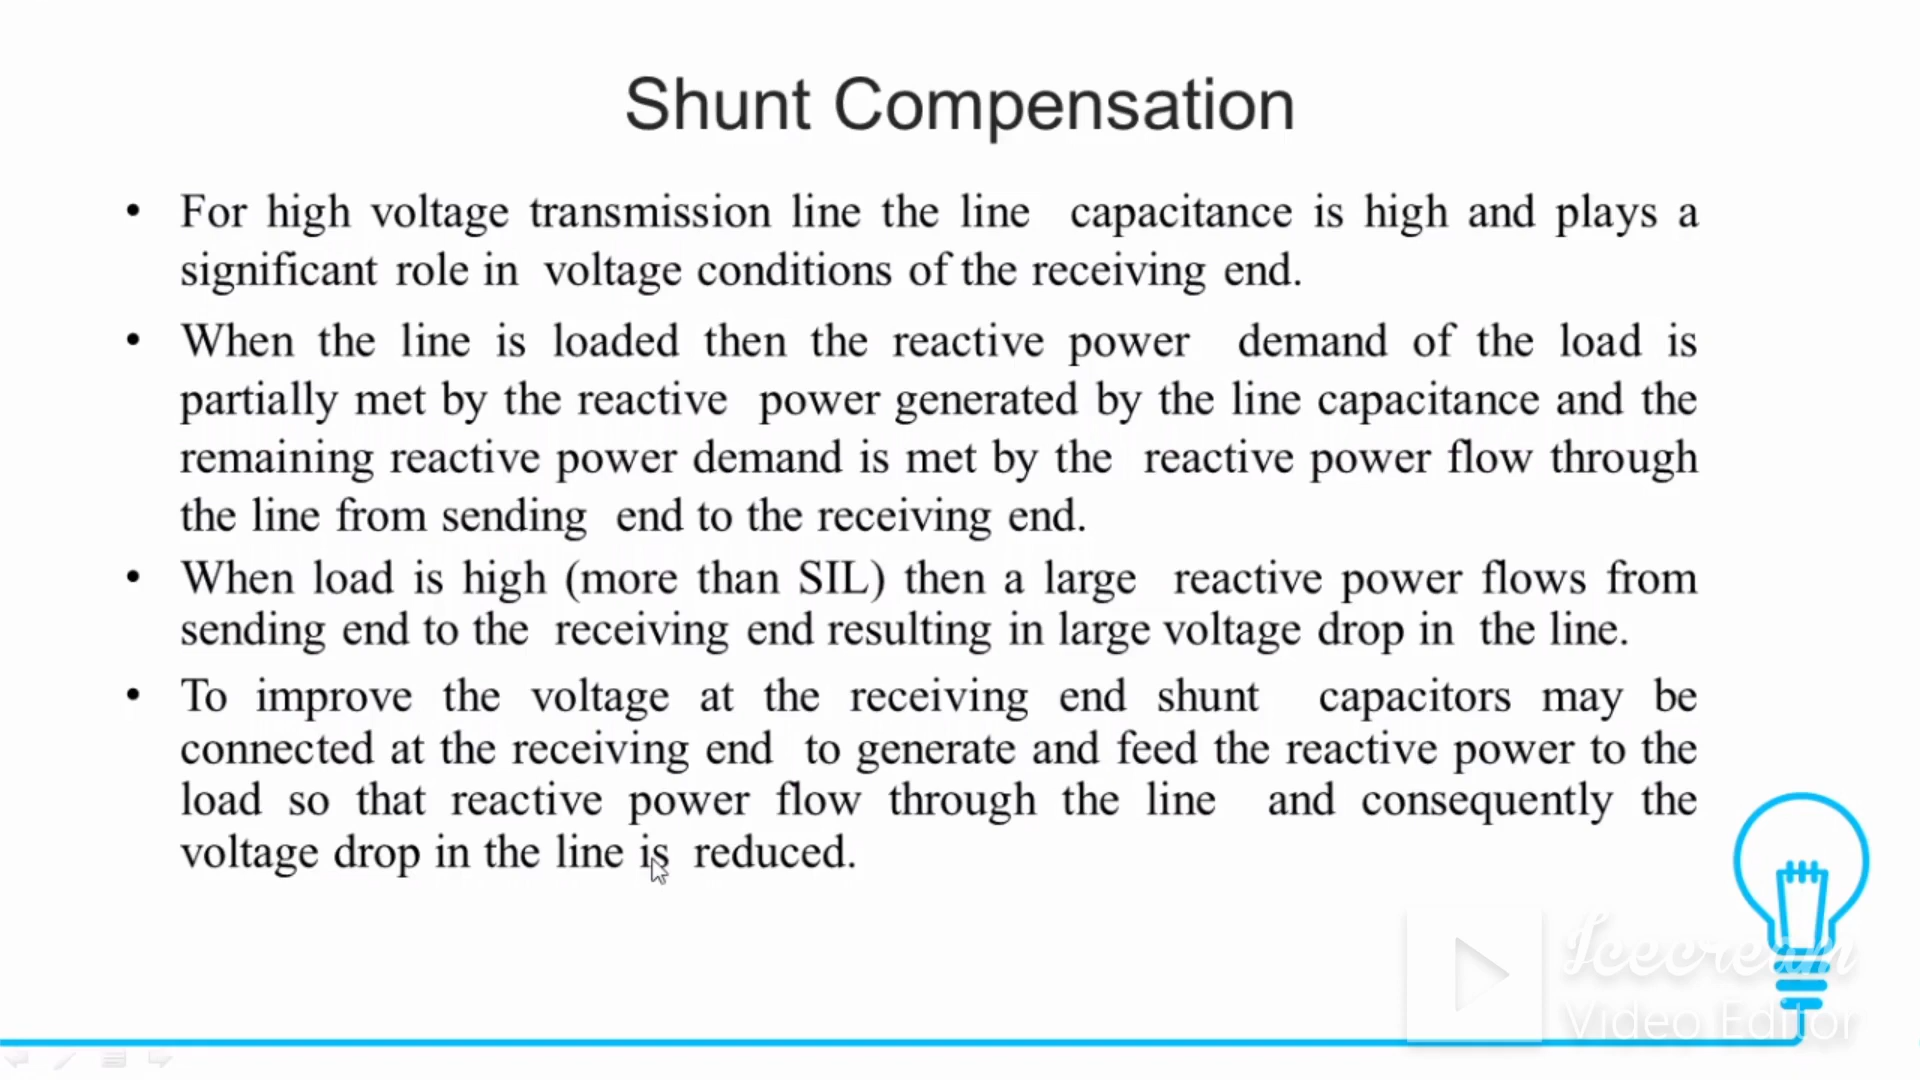 Shunt Compensation
• For high voltage transmission line the line capacitance is high and plays a
significant role in voltage conditions of the receiving end.
• When the line is loaded then the reactive power demand of the load is
partially met by the reactive power generated by the line capacitance and the
remaining reactive power demand is met by the reactive power flow through
the line from sending end to the receiving end.
• When load is high (more than SIL) then a large reactive power flows from
sending end to the receiving end resulting in large voltage drop in the line.
• To improve the voltage at the receiving end shunt capacitors may be
connected at the receiving end to generate and feed the reactive power to the
load so that reactive power flow through the line and consequently the
voltage drop in the line is reduced.
Icecream
Video Editor